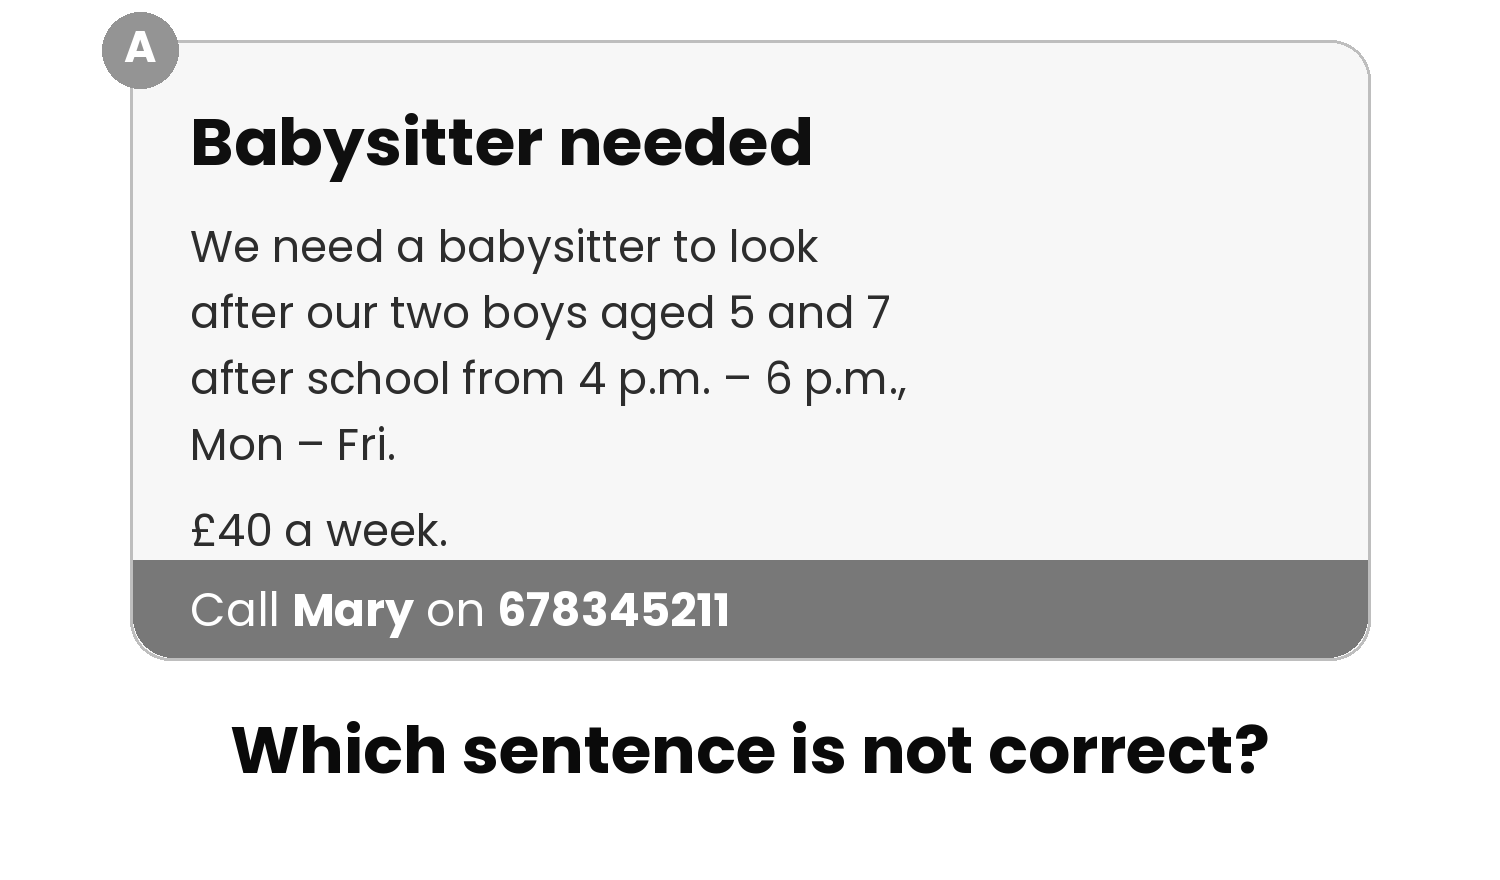 A
Babysitter needed
We need a babysitter to look
after our two boys aged 5 and 7
after school from 4 p.m. – 6 p.m.,
Mon – Fri.
£40 a week.
Call Mary on 678345211
Which sentence is not correct?